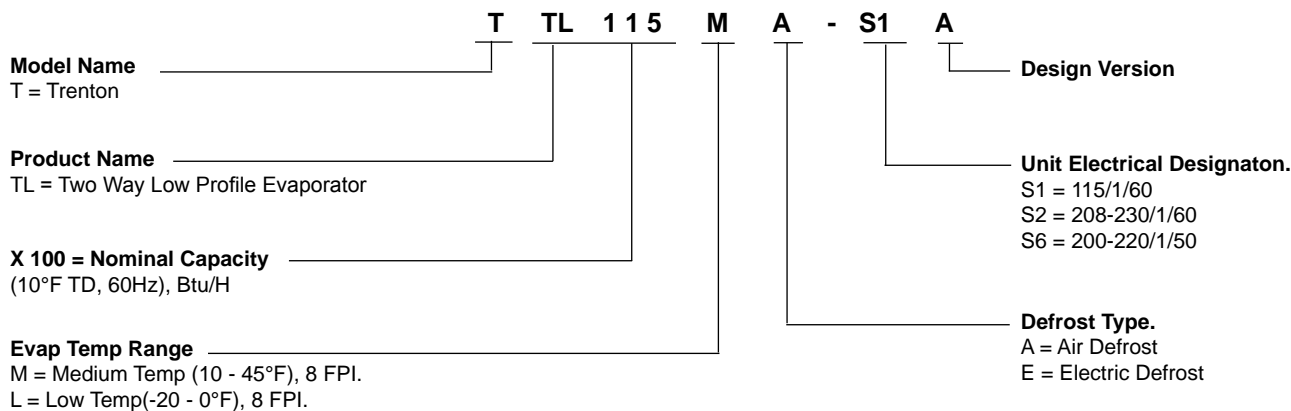 T TL 1 1 5 M A - S1 A
Model Name
T = Trenton
Product Name
TL = Two Way Low Profile Evaporator
X 100 = Nominal Capacity
(10°F TD, 60Hz), Btu/H
Evap Temp Range
M = Medium Temp (10 - 45°F), 8 FPI.
L = Low Temp(-20 - 0°F), 8 FPI.
Design Version
Unit Electrical Designaton.
S1 = 115/1/60
S2 = 208-230/1/60
S6 = 200-220/1/50
Defrost Type.
A = Air Defrost
E = Electric Defrost